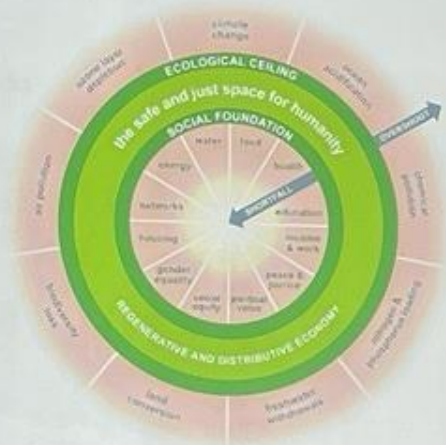 climate
change
ocean
acidification
chemical
pollution
nitrogen &
phosphorus loading
freshwater
withdrawals
land
conversion
biodiversity
loss
air pollution
ozone layer
depletion
ECOLOGICAL CEILING
the safe and just space for humanity
SOCIAL FOUNDATION
OVERSHOOT
SHORTFALL
water
food
health
education
income
& work
peace &
justice
political
voice
social
equity
gender
equality
housing
networks
energy
REGENERATIVE AND DISTRIBUTIVE ECONOMY